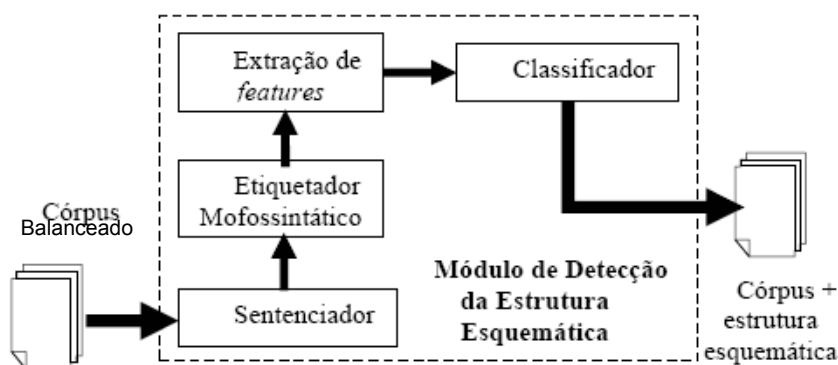 Extração de
features
Classificador
Etiquetador
Mofossintático
Córpus
Balanceado
Sentenciador
Módulo de Detecção
da Estrutura
Esquemática
Córpus +
estrutura
esquemática